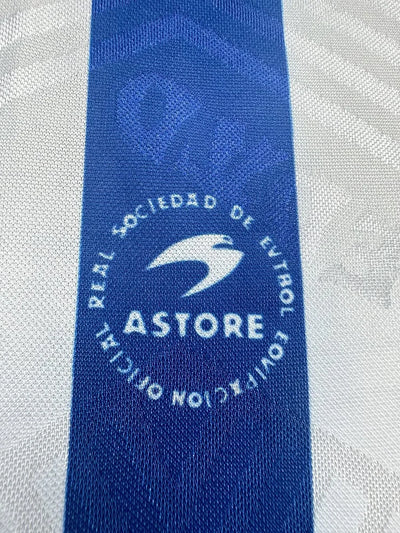 REAL SOCIEDAD DE FVTBOL EQVIPACION OFICIAL
ASTORE